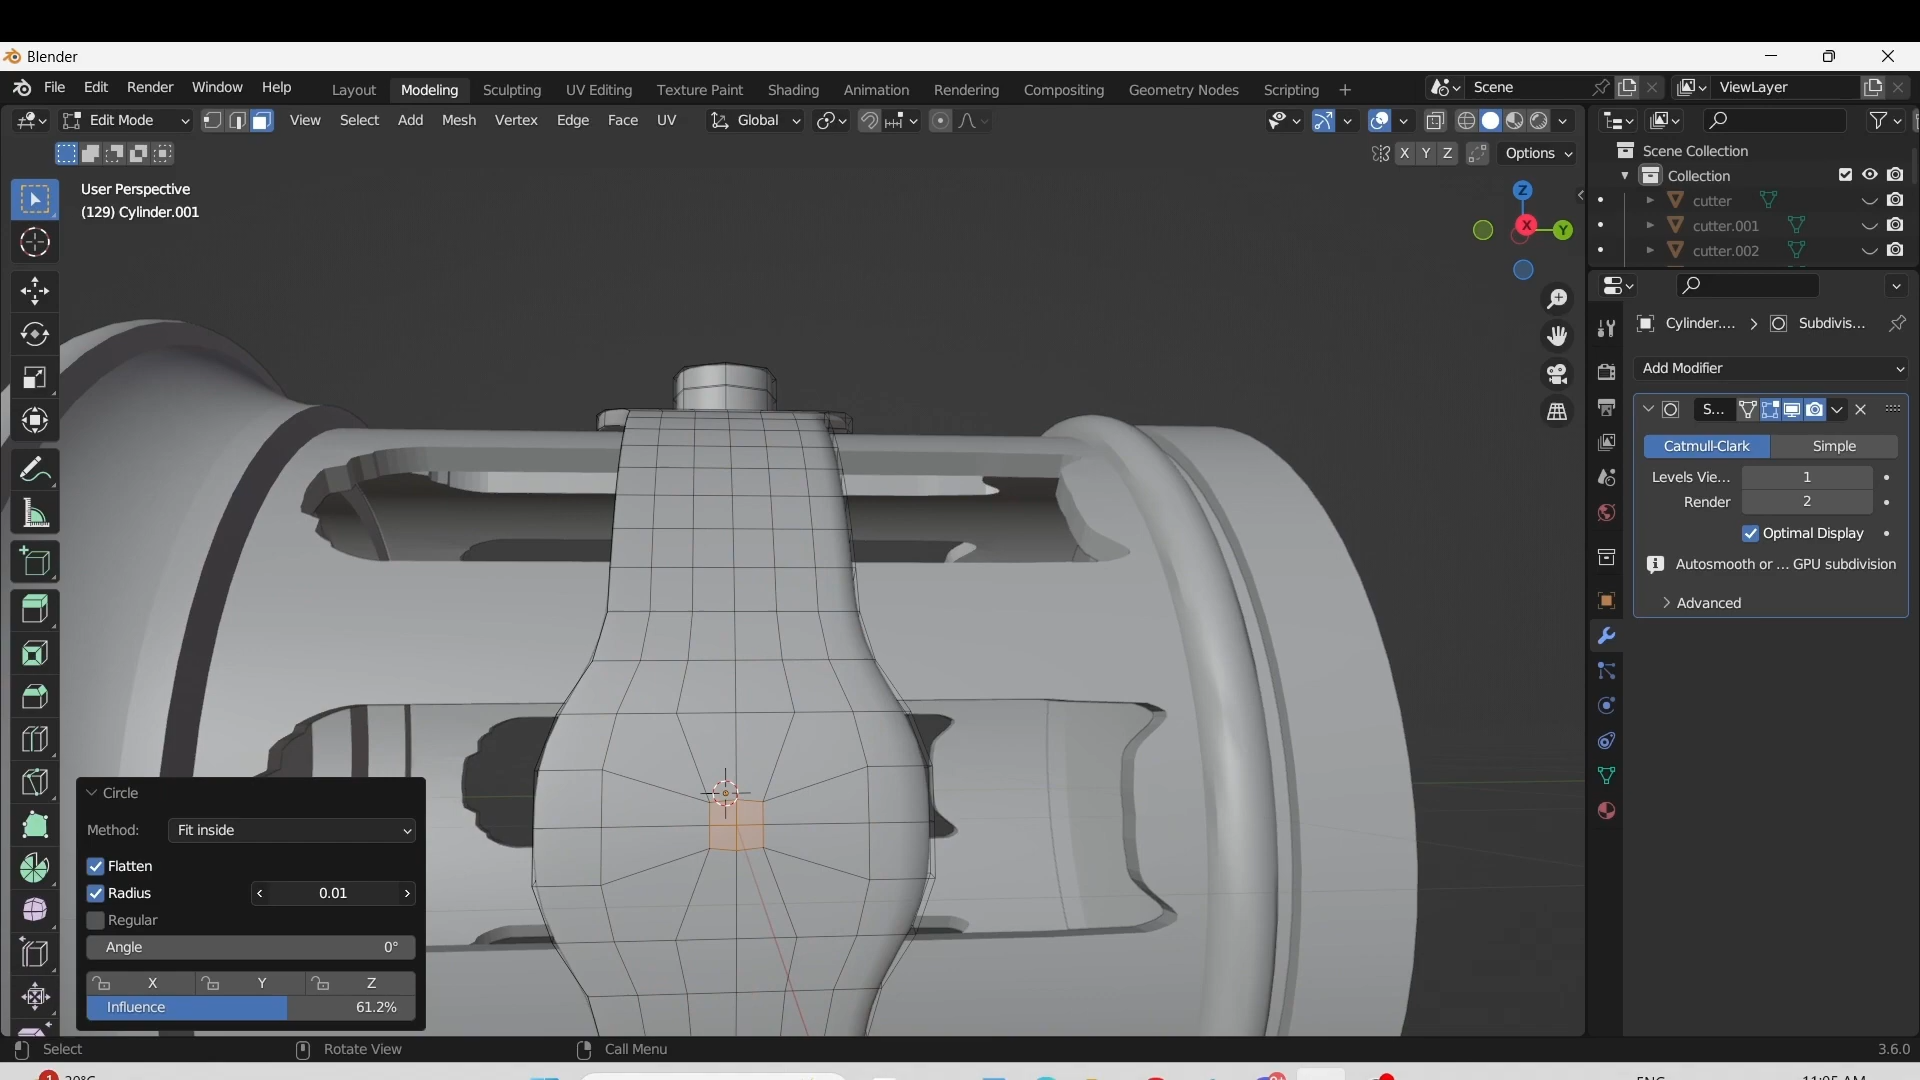 Blender
File Edit Render Window Help Layout Modeling Sculpting UV Editing Texture Paint Shading Animation Rendering Compositing Geometry Nodes Scripting Scene ViewLayer
Edit Mode View Select Add Mesh Vertex Edge Face UV Global
X Y Z Options
User Perspective
(129) Cylinder.001
Z
X
Y
Scene Collection
Collection
cutter
cutter.001
cutter.002
Cylinder.... Subdivis...
Add Modifier
S...
Catmull-Clark Simple
Levels Vie... 1
Render 2
Optimal Display
Autosmooth or ... GPU subdivision
Advanced
Circle
Method: Fit inside
Flatten
Radius 0.01
Regular
Angle 0°
X Y Z
Influence 61.2%
Select Rotate View Call Menu 3.6.0